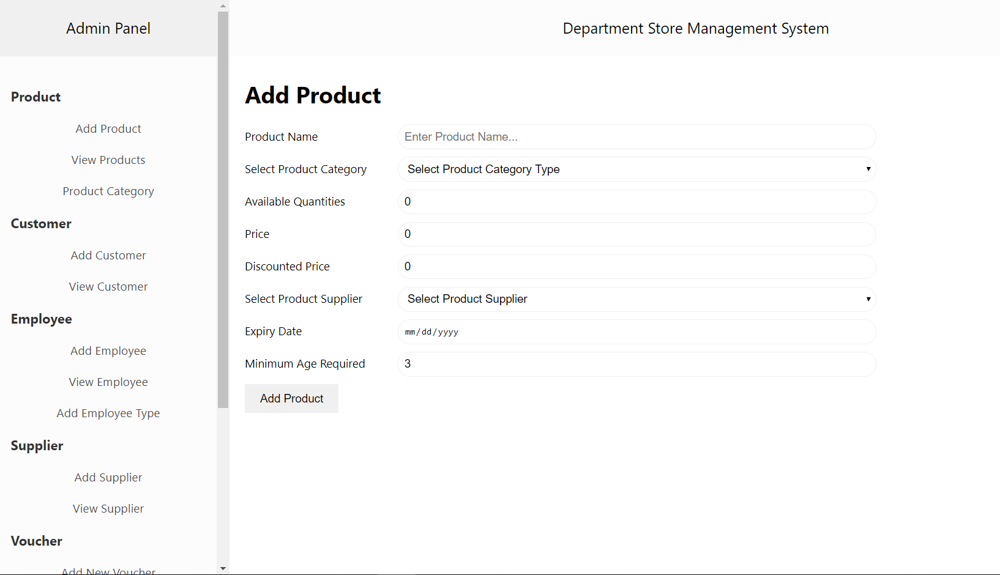 Admin Panel
Department Store Management System
Product
Add Product
View Products
Product Category
Customer
Add Customer
View Customer
Employee
Add Employee
View Employee
Add Employee Type
Supplier
Add Supplier
View Supplier
Voucher
Add New Voucher
Add Product
Product Name
Enter Product Name...
Select Product Category
Select Product Category Type
Available Quantities
0
Price
0
Discounted Price
0
Select Product Supplier
Select Product Supplier
Expiry Date
mm/dd/yyyy
Minimum Age Required
3
Add Product